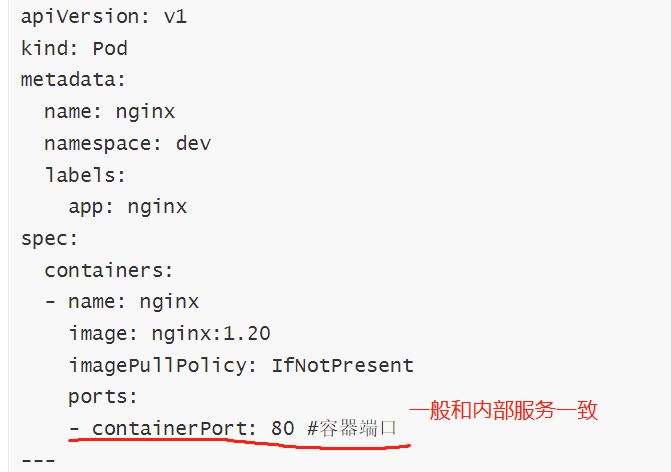 apiVersion: v1
kind: Pod
metadata:
  name: nginx
  namespace: dev
  labels:
    app: nginx
spec:
  containers:
  - name: nginx
    image: nginx:1.20
    imagePullPolicy: IfNotPresent
    ports:
    - containerPort: 80 #容器端口 一般和内部服务一致
---